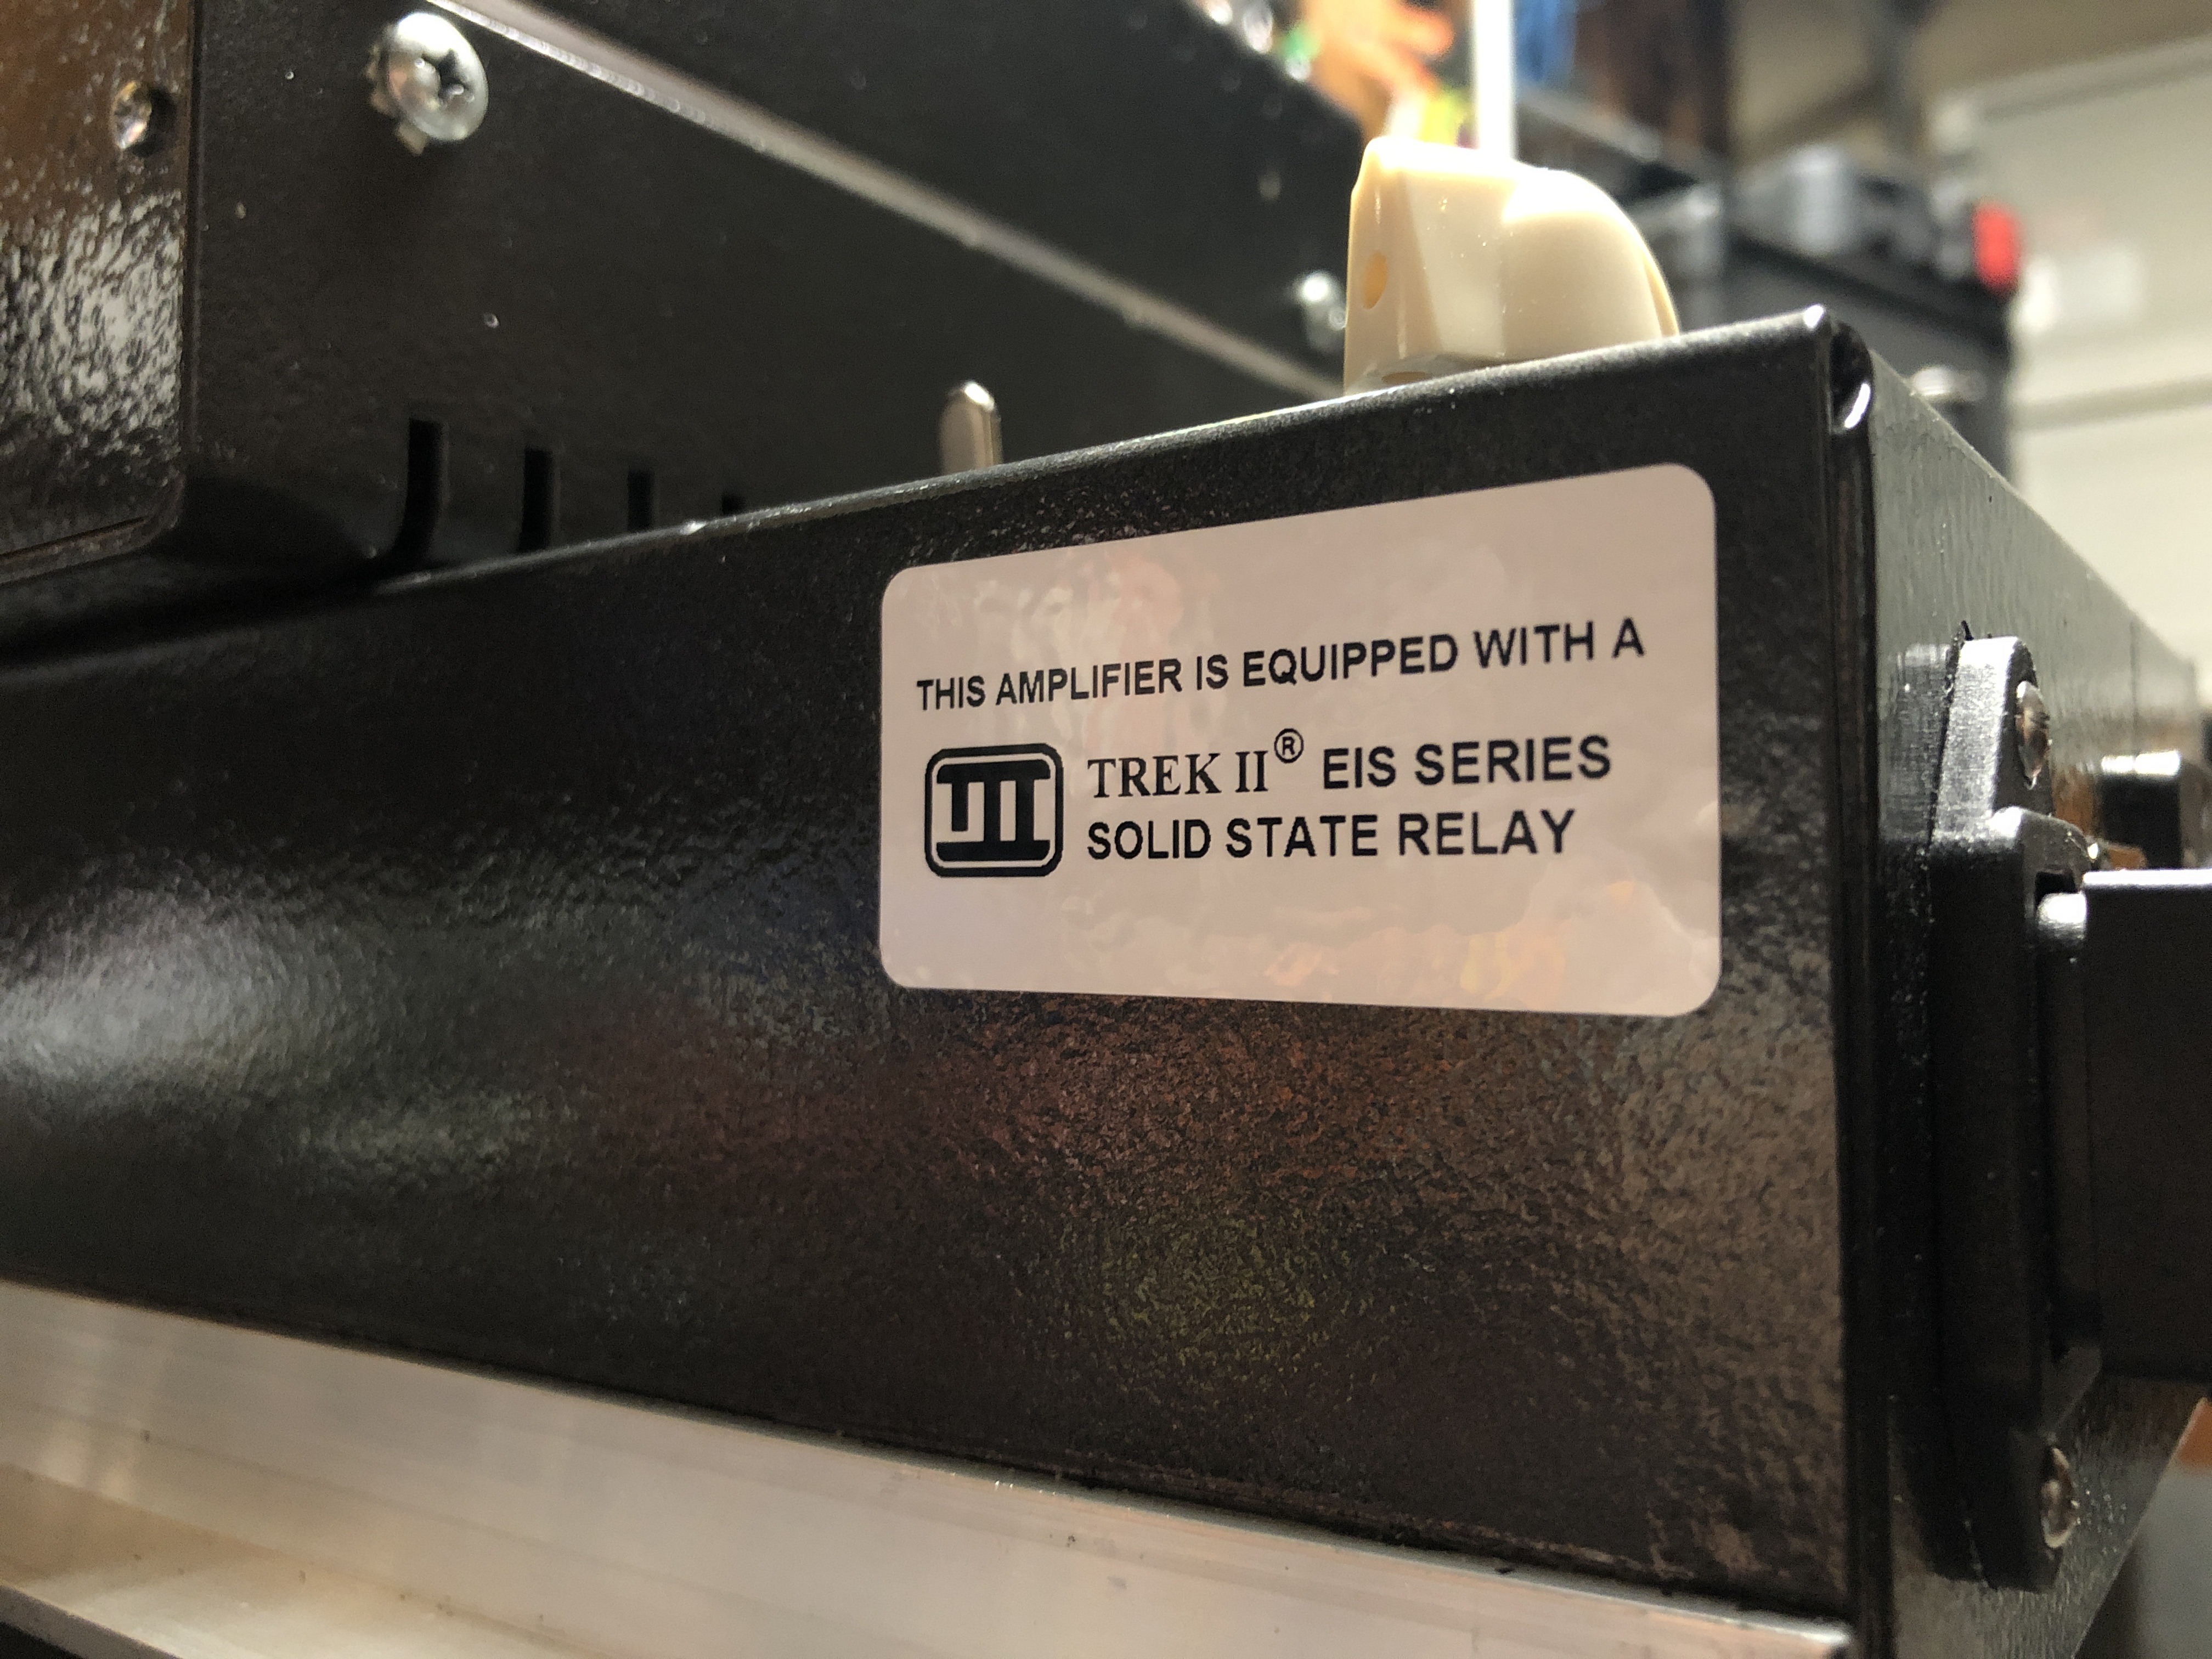 THIS AMPLIFIER IS EQUIPPED WITH A
TREK II® EIS SERIES
SOLID STATE RELAY